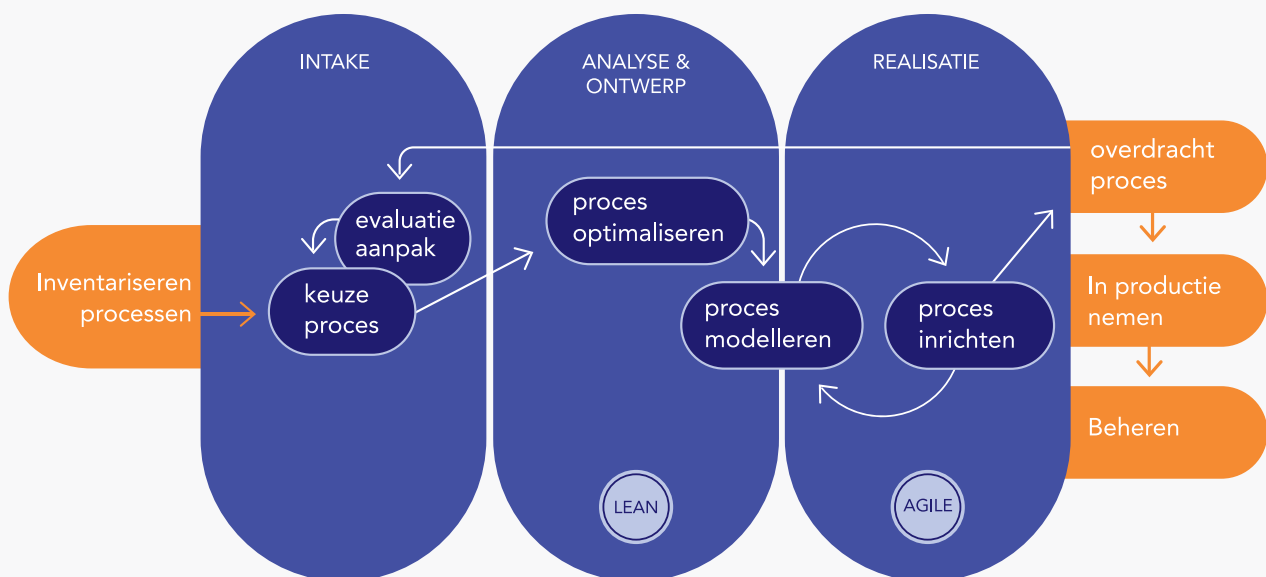 INTAKE
ANALYSE &
ONTWERP
REALISATIE
Inventariseren
processen
evaluatie
aanpak
keuze
proces
proces
optimaliseren
proces
modelleren
proces
inrichten
overdracht
proces
In productie
nemen
Beheren
LEAN
AGILE